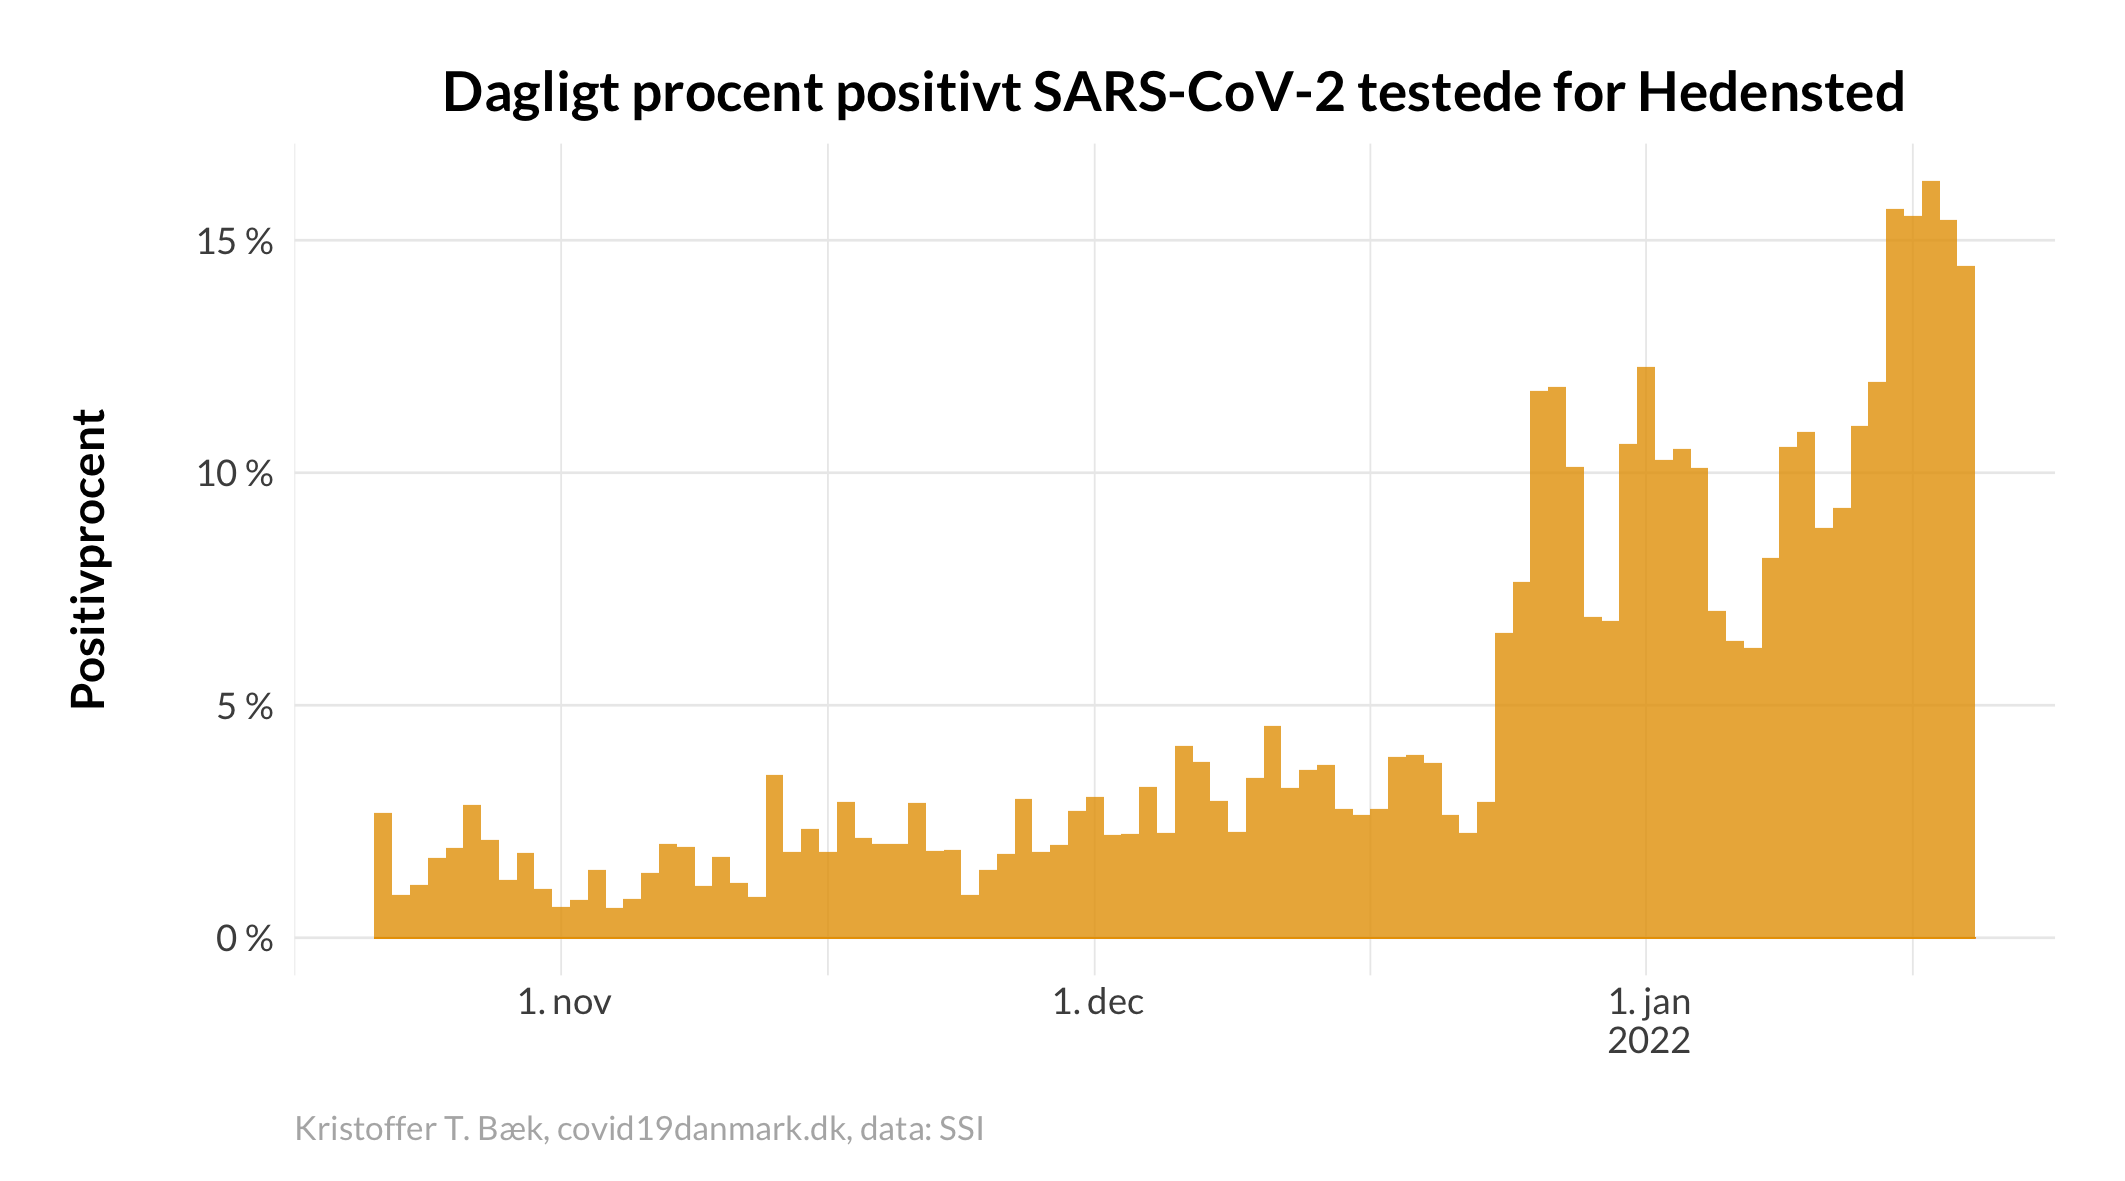 Dagligt procent positivt SARS-CoV-2 testede for Hedensted
Positivprocent
15 %
10 %
5 %
0 %
1. nov
1. dec
1. jan
2022
Kristoffer T. Bæk, covid19danmark.dk, data: SSI